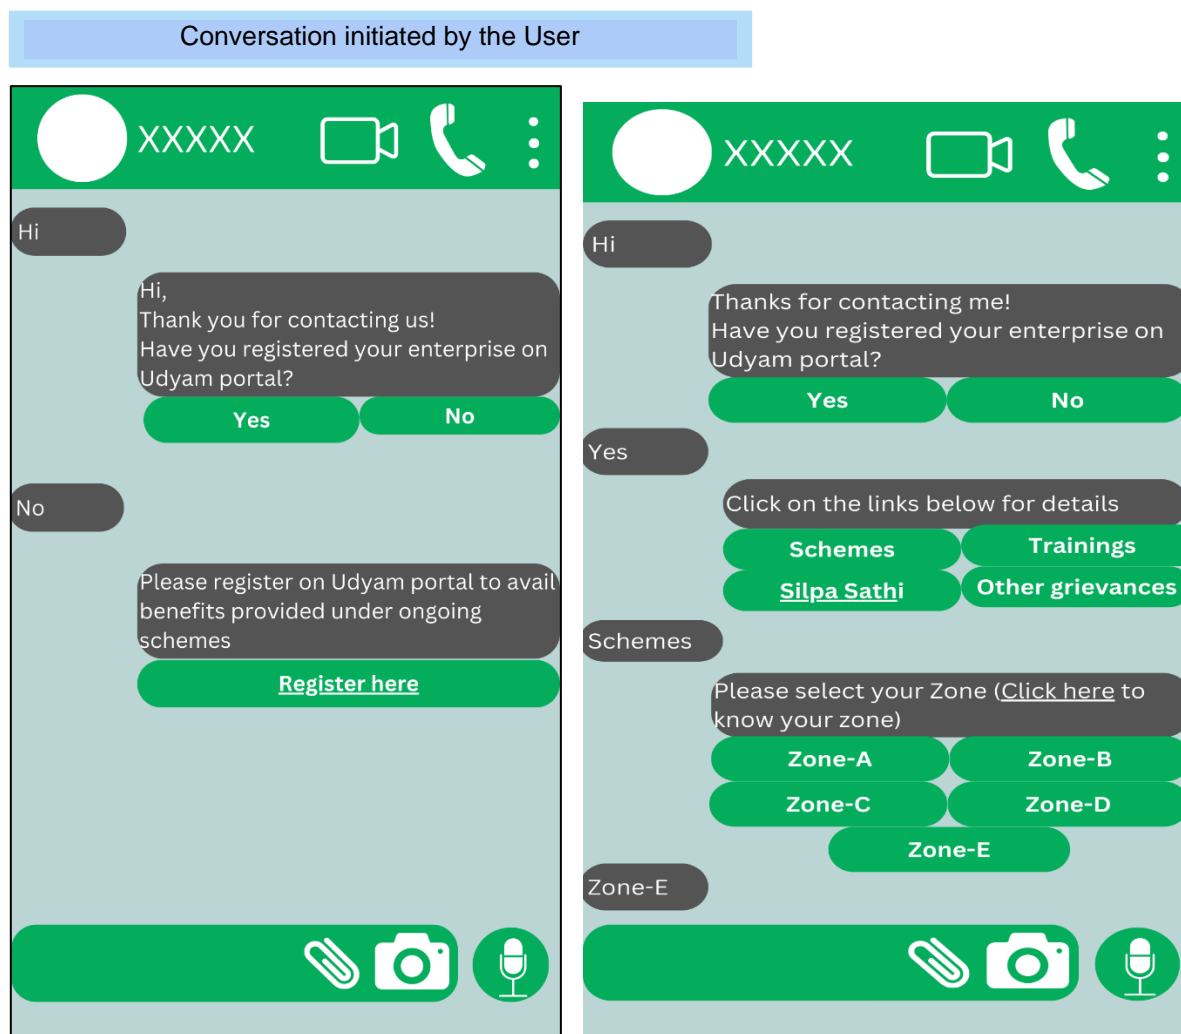 Conversation initiated by the User
XXXXX
Hi
Hi,
Thank you for contacting us!
Have you registered your enterprise on
Udyam portal?
Yes
No
No
Please register on Udyam portal to avail
benefits provided under ongoing
schemes
Register here
XXXXX
Hi
Thanks for contacting me!
Have you registered your enterprise on
Udyam portal?
Yes
No
Yes
Click on the links below for details
Schemes
Trainings
Silpa Sathi
Other grievances
Schemes
Please select your Zone (Click here to
know your zone)
Zone-A
Zone-B
Zone-C
Zone-D
Zone-E
Zone-E